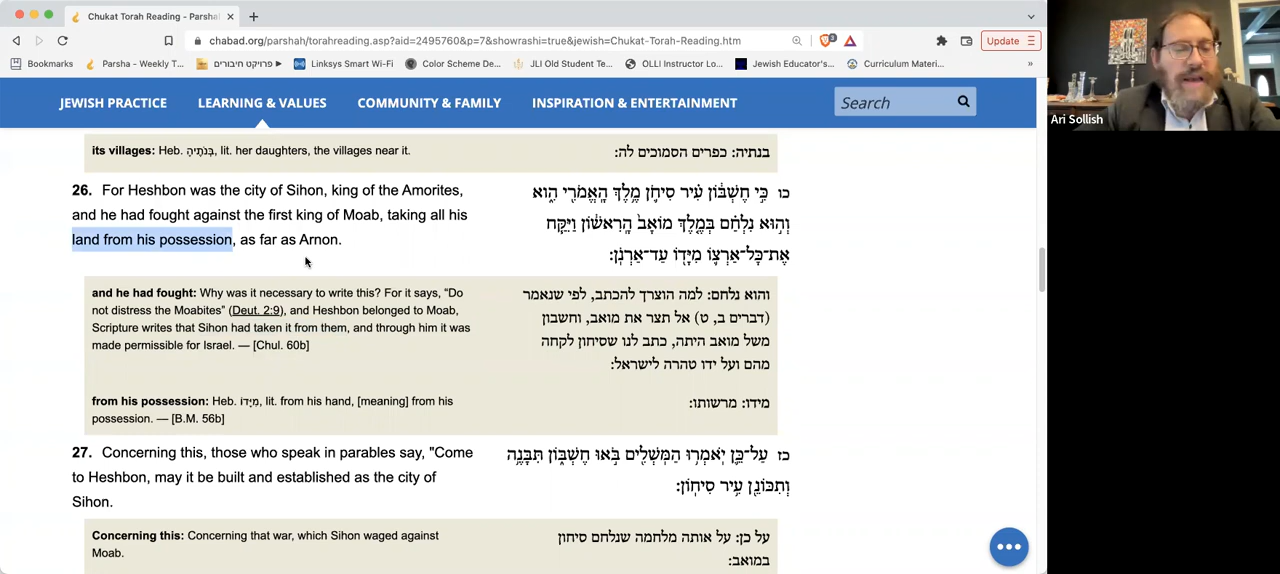 Chukat Torah Reading - Parsha
chabad.org/parshah/torahreading.asp?aid=2495760&p=7&showrashi=true&jewish=Chukat-Torah-Reading.htm
3
Update
Bookmarks Parsha - Weekly T... פרויקט חיבורים Linksys Smart Wi-Fi Color Scheme De... JLI Old Student Te... OLLI Instructor Lo... Jewish Educator's... Curriculum Materi... »
JEWISH PRACTICE LEARNING & VALUES COMMUNITY & FAMILY INSPIRATION & ENTERTAINMENT Search
Ari Sollish
its villages: Heb. בְּנֹתֶיהָ, lit. her daughters, the villages near it.
בנתיה: כפרים הסמוכים לה:
26. For Heshbon was the city of Sihon, king of the Amorites,
and he had fought against the first king of Moab, taking all his
land from his possession, as far as Arnon.
כו כִּ֣י חֶשְׁבּ֔וֹן עִ֗יר סִיחֹ֛ן מֶ֥לֶךְ הָֽאֱמֹרִ֖י הִ֑וא
וְה֣וּא נִלְחַ֗ם בְּמֶ֤לֶךְ מוֹאָב֙ הָֽרִאשׁ֔וֹן וַיִּקַּ֧ח
אֶת־כָּל־אַרְצ֛וֹ מִיָּד֖וֹ עַד־אַרְנֹֽן:
and he had fought: Why was it necessary to write this? For it says, “Do
not distress the Moabites” (Deut. 2:9), and Heshbon belonged to Moab,
Scripture writes that Sihon had taken it from them, and through him it was
made permissible for Israel. — [Chul. 60b]
והוא נלחם: למה הוצרך להכתב, לפי שנאמר
(דברים ב, ט) אל תצר את מואב, וחשבון
משל מואב היתה, כתב לנו שסיחון לקחה
מהם ועל ידו טהרה לישראל:
from his possession: Heb. מִיָּדוֹ, lit. from his hand, [meaning] from his
possession. — [B.M. 56b]
מידו: מרשותו:
27. Concerning this, those who speak in parables say, "Come
to Heshbon, may it be built and established as the city of
Sihon.
כז עַל־כֵּ֛ן יֹֽאמְר֥וּ הַמּֽשְׁלִ֖ים בֹּ֣אוּ חֶשְׁבּ֑וֹן תִּבָּנֶ֥ה
וְתִכּוֹנֵ֖ן עִ֥יר סִיחֽוֹן:
Concerning this: Concerning that war, which Sihon waged against
Moab.
על כן: על אותה מלחמה שנלחם סיחון
במואב: